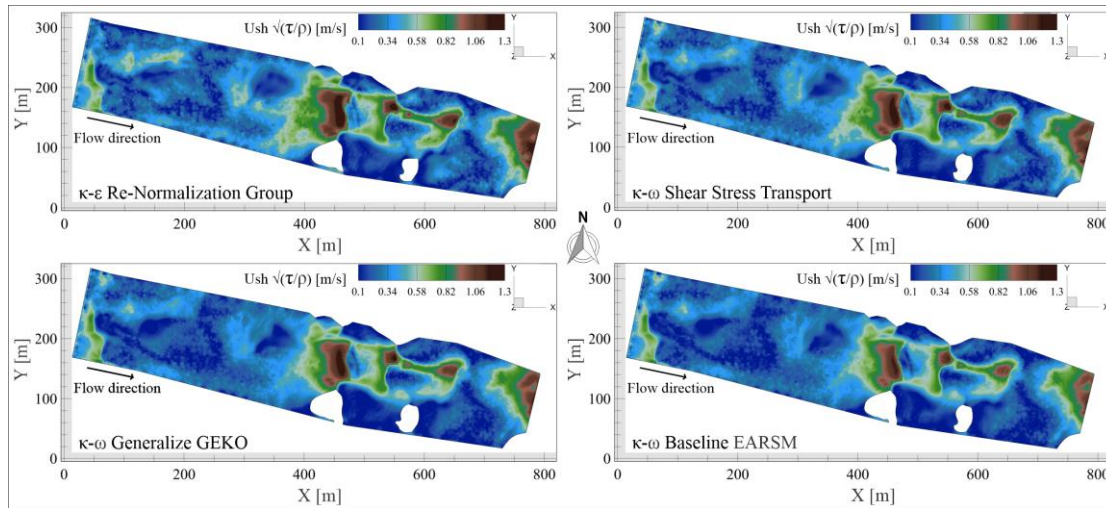 Ush √(τ/ρ) [m/s]
0.1 0.34 0.58 0.82 1.06 1.3
Y
Z X
300
200
100
0
Y [m]
Flow direction
κ-ε Re-Normalization Group
0 200 400 600 800
X [m]
Ush √(τ/ρ) [m/s]
0.1 0.34 0.58 0.82 1.06 1.3
Y
Z X
300
200
100
0
Y [m]
Flow direction
κ-ω Shear Stress Transport
0 200 400 600 800
X [m]
N
Ush √(τ/ρ) [m/s]
0.1 0.34 0.58 0.82 1.06 1.3
Y
Z X
300
200
100
0
Y [m]
Flow direction
κ-ω Generalize GEKO
0 200 400 600 800
X [m]
Ush √(τ/ρ) [m/s]
0.1 0.34 0.58 0.82 1.06 1.3
Y
Z X
300
200
100
0
Y [m]
Flow direction
κ-ω Baseline EARSM
0 200 400 600 800
X [m]